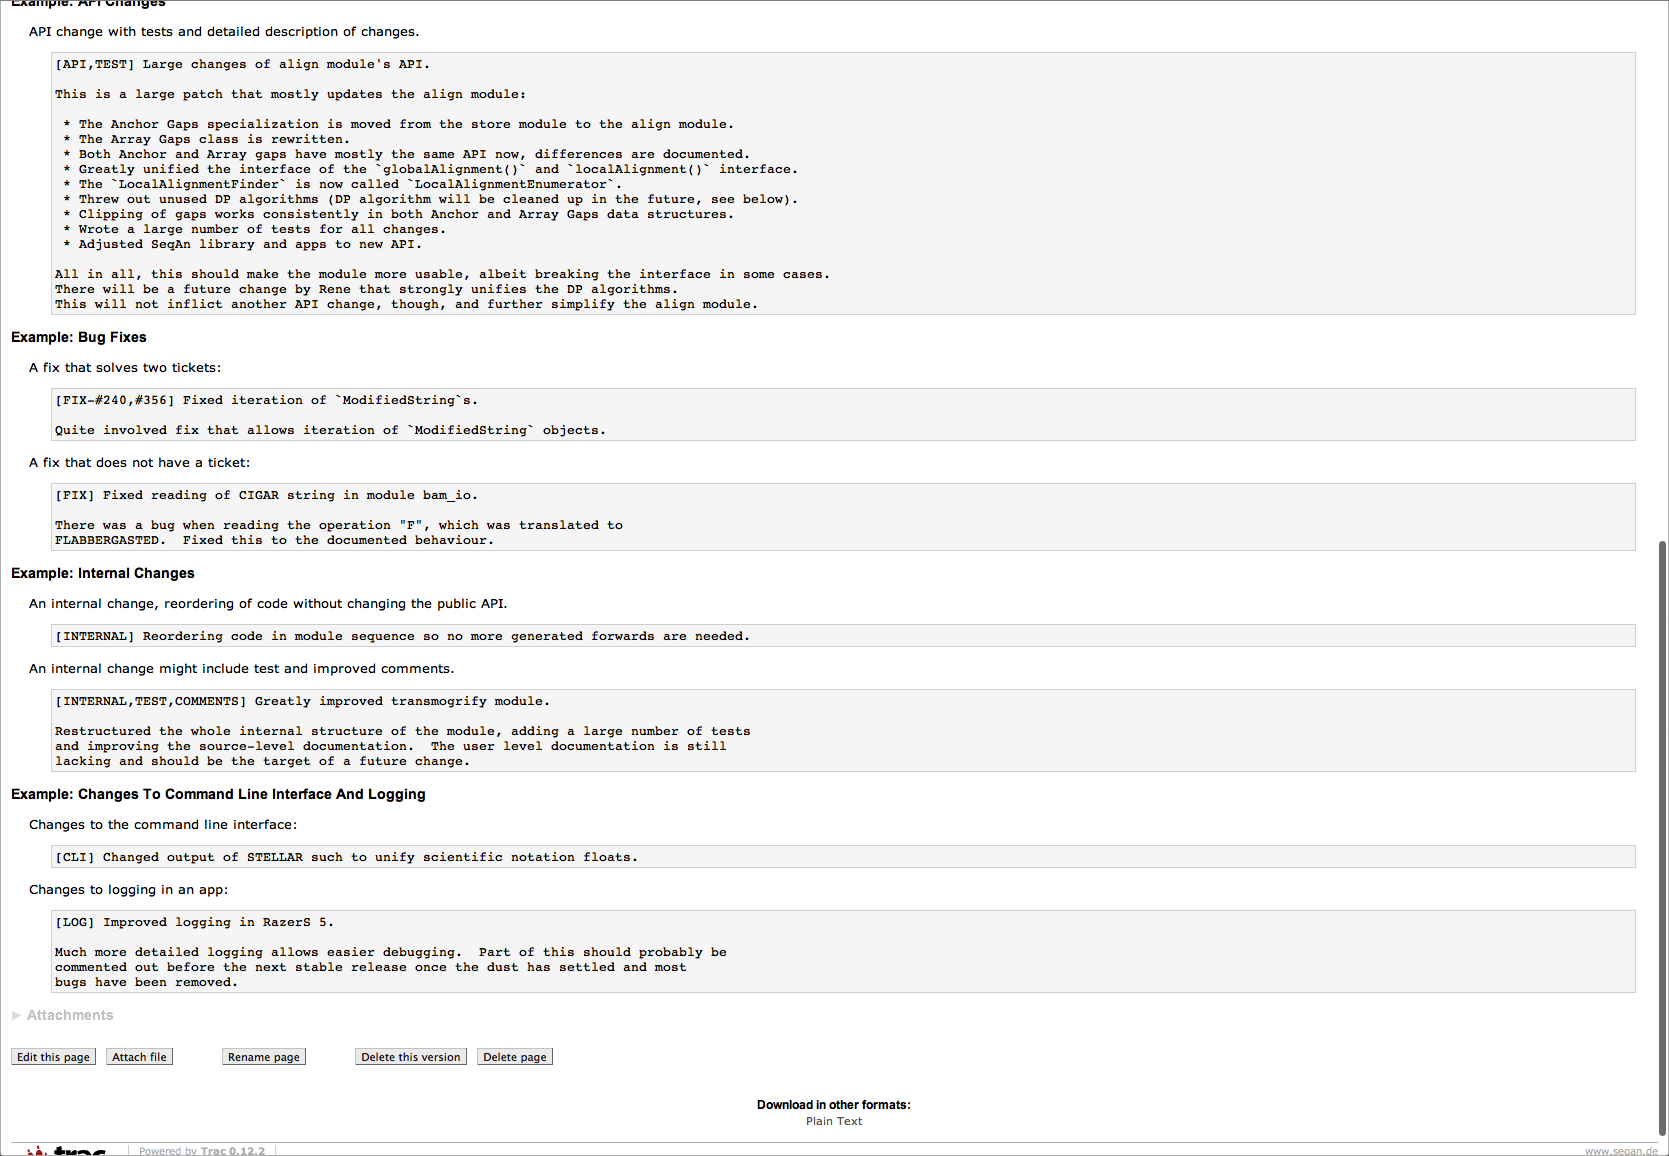 Example: API Changes
API change with tests and detailed description of changes.
[API,TEST] Large changes of align module's API.
This is a large patch that mostly updates the align module:
* The Anchor Gaps specialization is moved from the store module to the align module.
* The Array Gaps class is rewritten.
* Both Anchor and Array gaps have mostly the same API now, differences are documented.
* Greatly unified the interface of the `globalAlignment()` and `localAlignment()` interface.
* The `LocalAlignmentFinder` is now called `LocalAlignmentEnumerator`.
* Threw out unused DP algorithms (DP algorithm will be cleaned up in the future, see below).
* Clipping of gaps works consistently in both Anchor and Array Gaps data structures.
* Wrote a large number of tests for all changes.
* Adjusted SeqAn library and apps to new API.
All in all, this should make the module more usable, albeit breaking the interface in some cases.
There will be a future change by Rene that strongly unifies the DP algorithms.
This will not inflict another API change, though, and further simplify the align module.
Example: Bug Fixes
A fix that solves two tickets:
[FIX-#240,#356] Fixed iteration of `ModifiedString`s.
Quite involved fix that allows iteration of `ModifiedString` objects.
A fix that does not have a ticket:
[FIX] Fixed reading of CIGAR string in module bam_io.
There was a bug when reading the operation "F", which was translated to
FLABBERGASTED.  Fixed this to the documented behaviour.
Example: Internal Changes
An internal change, reordering of code without changing the public API.
[INTERNAL] Reordering code in module sequence so no more generated forwards are needed.
An internal change might include test and improved comments.
[INTERNAL,TEST,COMMENTS] Greatly improved transmogrify module.
Restructured the whole internal structure of the module, adding a large number of tests
and improving the source-level documentation.  The user level documentation is still
lacking and should be the target of a future change.
Example: Changes To Command Line Interface And Logging
Changes to the command line interface:
[CLI] Changed output of STELLAR such to unify scientific notation floats.
Changes to logging in an app:
[LOG] Improved logging in RazerS 5.
Much more detailed logging allows easier debugging.  Part of this should probably be
commented out before the next stable release once the dust has settled and most
bugs have been removed.
Attachments
Edit this page Attach file Rename page Delete this version Delete page
Download in other formats:
Plain Text
trac Powered by Trac 0.12.2 www.seqan.de